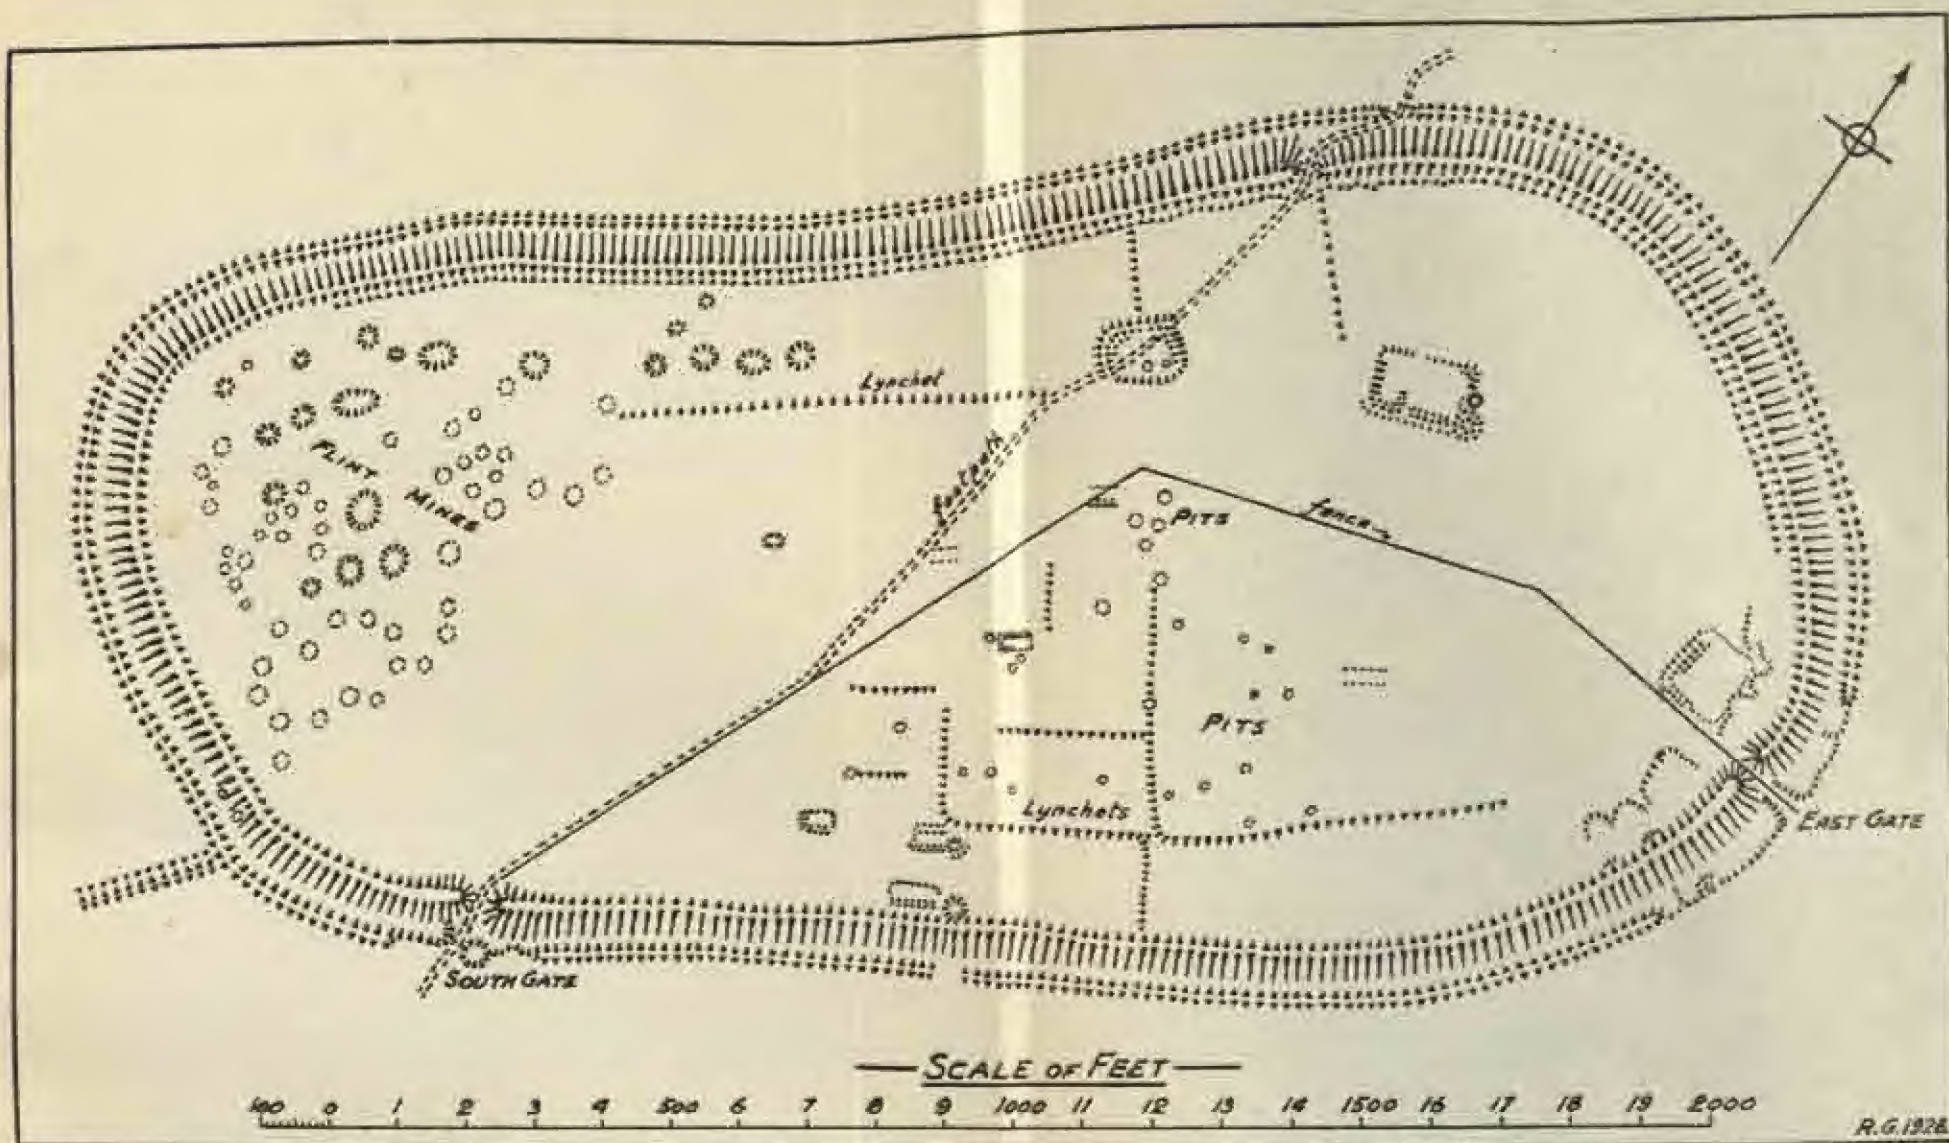 Lynchet
FLINT
MINES
footpath
fence
PITS
PITS
Lynchets
EAST GATE
SOUTH GATE
SCALE OF FEET
100 0 1 2 3 4 500 6 7 8 9 1000 11 12 13 14 1500 16 17 18 19 2000
R.G. 1928